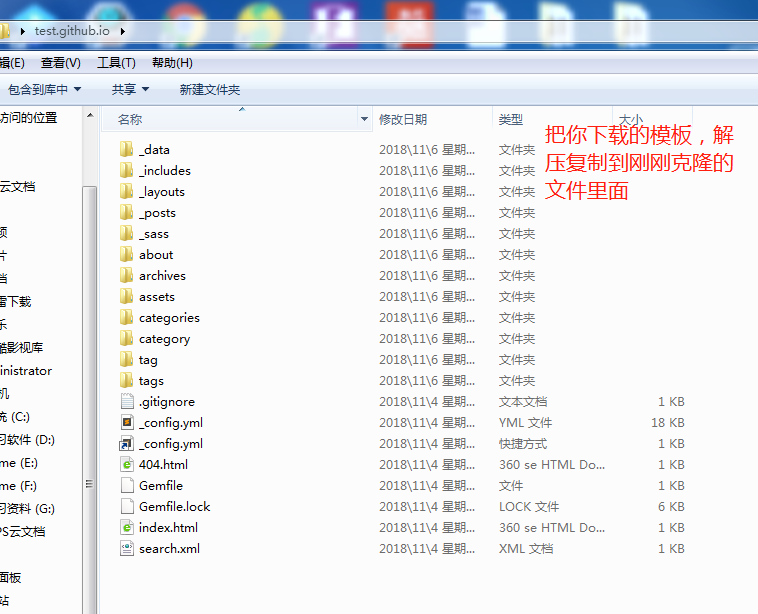 test.github.io
辑(E) 查看(V) 工具(T) 帮助(H)
包含到库中 共享 新建文件夹
访问的位置
云文档
频
片
档
雷下载
乐
酷影视库
inistrator
机
统 (C:)
习软件 (D:)
me (E:)
me (F:)
习资料 (G:)
PS云文档
面板
站
名称 修改日期 类型 大小
_data 2018\11\6 星期... 文件夹
_includes 2018\11\6 星期... 文件夹
_layouts 2018\11\6 星期... 文件夹
_posts 2018\11\6 星期... 文件夹
_sass 2018\11\6 星期... 文件夹
about 2018\11\6 星期... 文件夹
archives 2018\11\6 星期... 文件夹
assets 2018\11\6 星期... 文件夹
categories 2018\11\6 星期... 文件夹
category 2018\11\6 星期... 文件夹
tag 2018\11\6 星期... 文件夹
tags 2018\11\6 星期... 文件夹
.gitignore 2018\11\4 星期... 文本文档 1 KB
_config.yml 2018\11\4 星期... YML 文件 18 KB
_config.yml 2018\11\4 星期... 快捷方式 1 KB
404.html 2018\11\4 星期... 360 se HTML Do... 1 KB
Gemfile 2018\11\4 星期... 文件 1 KB
Gemfile.lock 2018\11\4 星期... LOCK 文件 6 KB
index.html 2018\11\4 星期... 360 se HTML Do... 1 KB
search.xml 2018\11\4 星期... XML 文档 1 KB
把你下载的模板，解
压复制到刚刚克隆的
文件里面